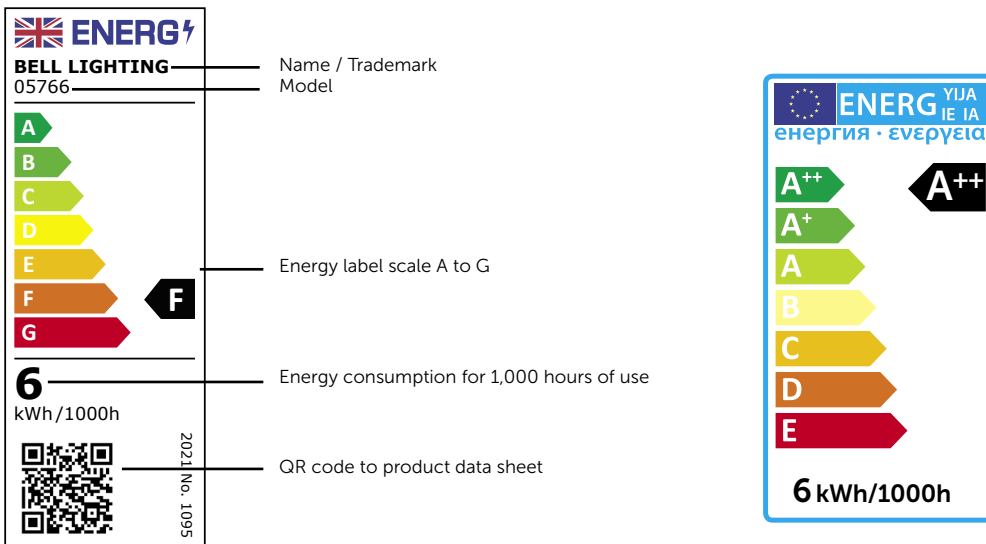 ENERG
BELL LIGHTING
05766
Name / Trademark
Model
A
B
C
D
E
F
G
F
Energy label scale A to G
6
kWh/1000h
Energy consumption for 1,000 hours of use
QR code to product data sheet
2021 No. 1095
ENERG YIJA
IE IA
енергия · ενεργεια
A++
A+
A
B
C
D
E
A++
6 kWh/1000h